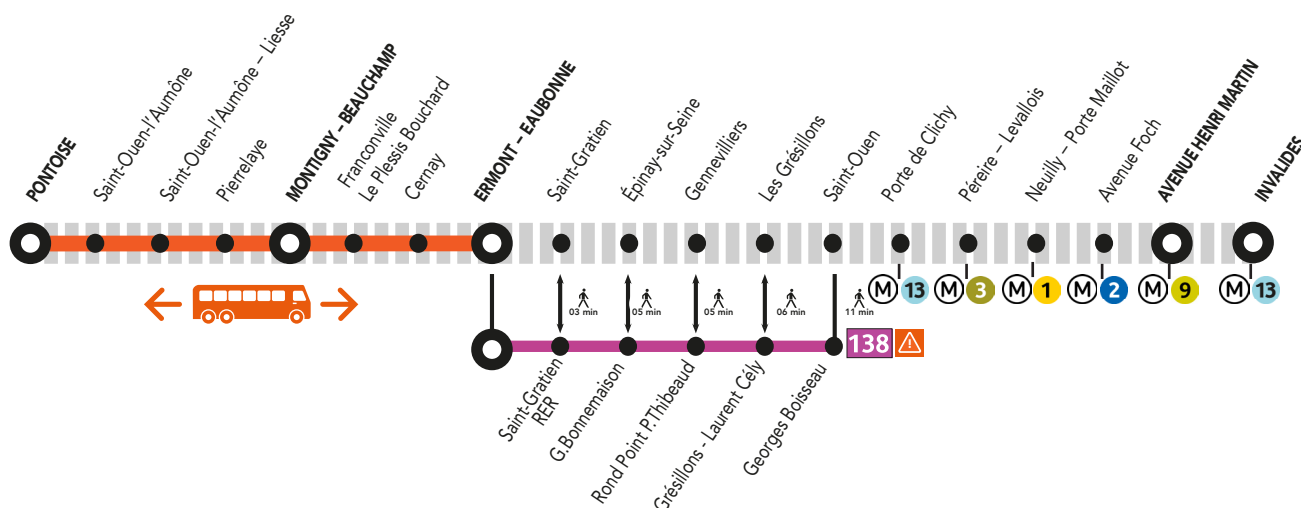 PONTOISE
Saint-Ouen-l'Aumône
Saint-Ouen-l'Aumône – Liesse
Pierrelaye
MONTIGNY – BEAUCHAMP
Franconville
Le Plessis Bouchard
Cernay
ERMONT – EAUBONNE
Saint-Gratien
Épinay-sur-Seine
Gennevilliers
Les Grésillons
Saint-Ouen
Porte de Clichy
Péreire – Levallois
Neuilly – Porte Maillot
Avenue Foch
AVENUE HENRI MARTIN
INVALIDES
M 13
M 3
M 1
M 2
M 9
M 13
03 min
05 min
05 min
06 min
11 min
138
Saint-Gratien
RER
G.Bonnemaison
Rond Point P.Thibeaud
Grésillons - Laurent Cély
Georges Boisseau